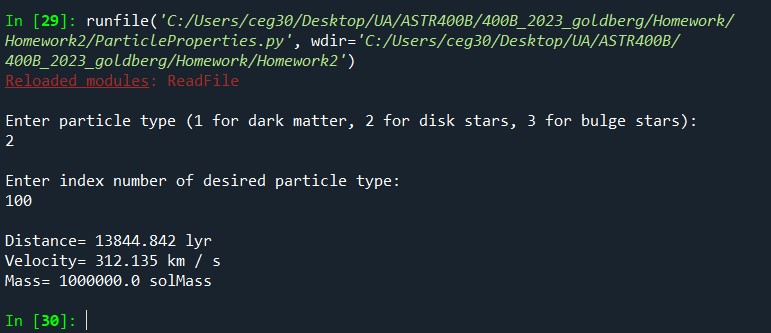 In [29]: runfile('C:/Users/ceg30/Desktop/UA/ASTR400B/400B_2023_goldberg/Homework/
Homework2/ParticleProperties.py', wdir='C:/Users/ceg30/Desktop/UA/ASTR400B/
400B_2023_goldberg/Homework/Homework2')
Reloaded modules: ReadFile
Enter particle type (1 for dark matter, 2 for disk stars, 3 for bulge stars):
2
Enter index number of desired particle type:
100
Distance= 13844.842 lyr
Velocity= 312.135 km / s
Mass= 1000000.0 solMass
In [30]: